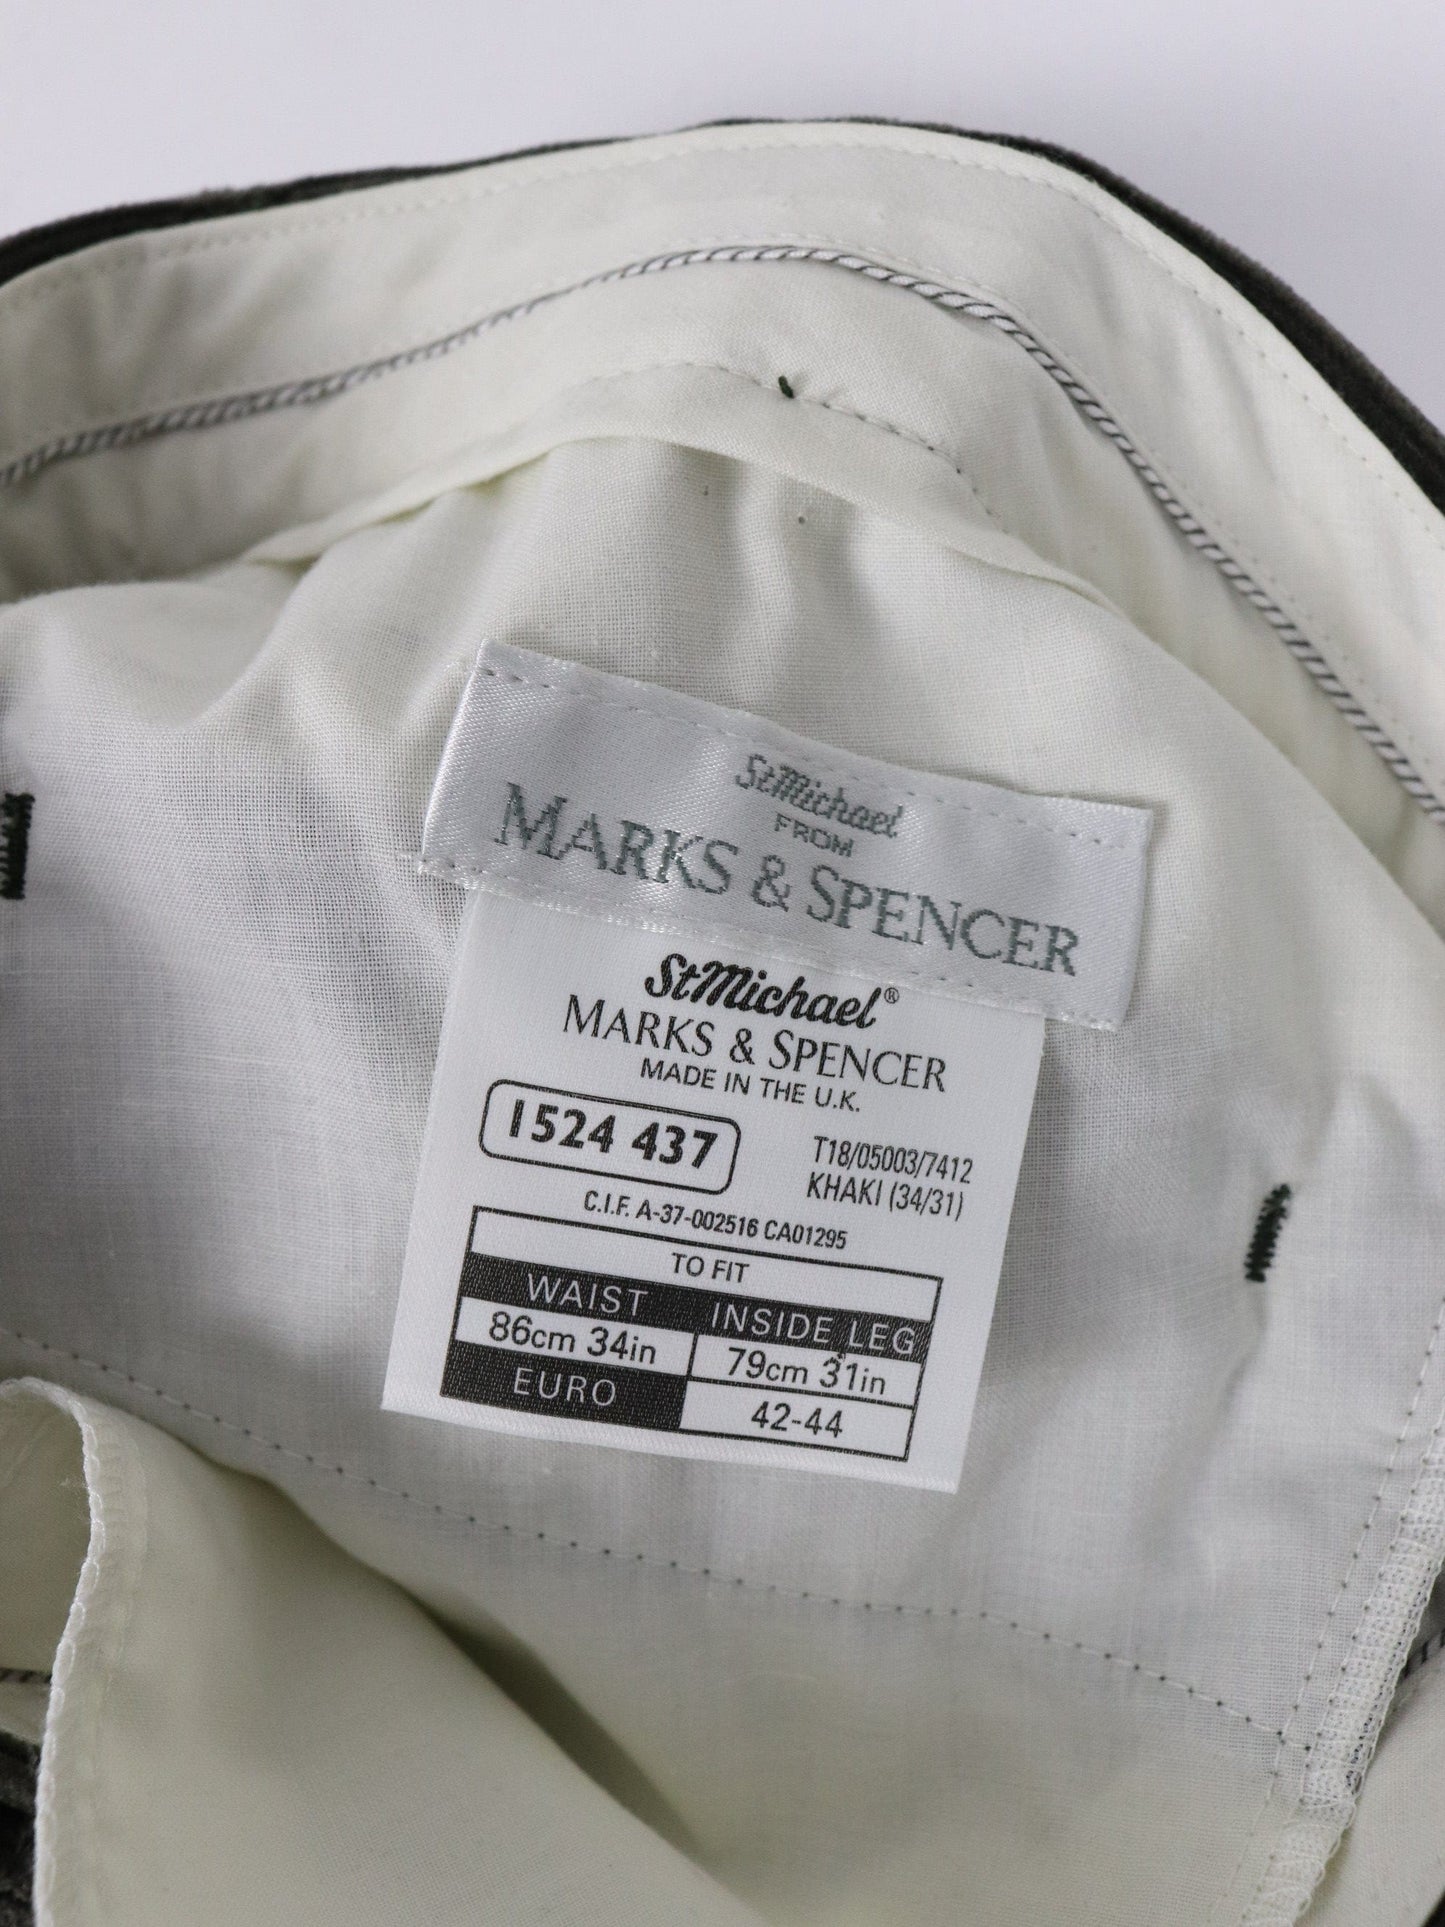 StMichael
FROM
MARKS & SPENCER
StMichael®
MARKS & SPENCER
MADE IN THE U.K.
1524 437
T18/05003/7412
KHAKI (34/31)
C.I.F. A-37-002516 CA01295
TO FIT
WAIST INSIDE LEG
86cm 34in 79cm 31in
EURO 42-44